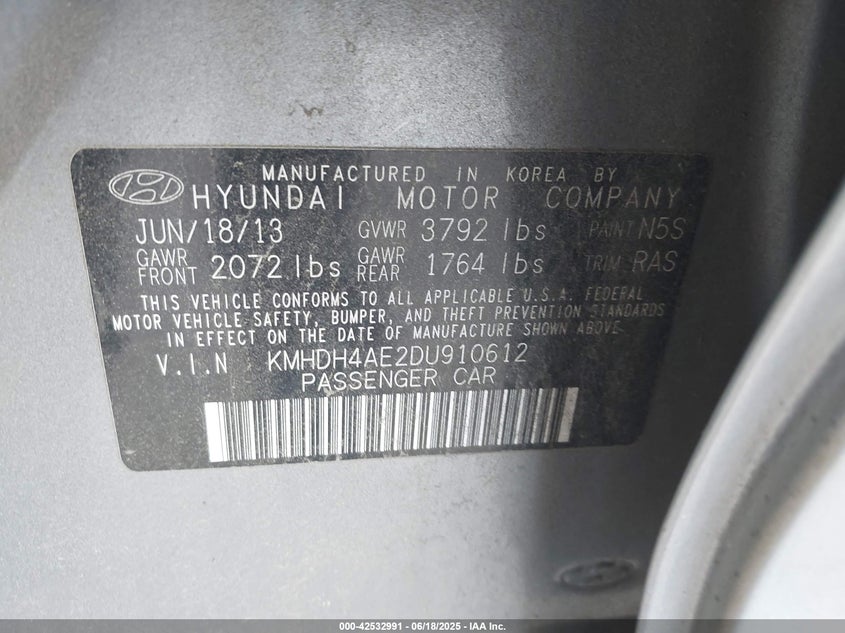 MANUFACTURED IN KOREA BY
HYUNDAI MOTOR COMPANY
JUN/18/13 GVWR 3792 lbs PAINT N5S
GAWR FRONT 2072 lbs GAWR REAR 1764 lbs TRIM RAS
THIS VEHICLE CONFORMS TO ALL APPLICABLE U.S.A. FEDERAL
MOTOR VEHICLE SAFETY, BUMPER, AND THEFT PREVENTION STANDARDS
IN EFFECT ON THE DATE OF MANUFACTURE SHOWN ABOVE.
V.I.N KMHDH4AE2DU910612
PASSENGER CAR
000-42532991 - 06/18/2025 - IAA Inc.